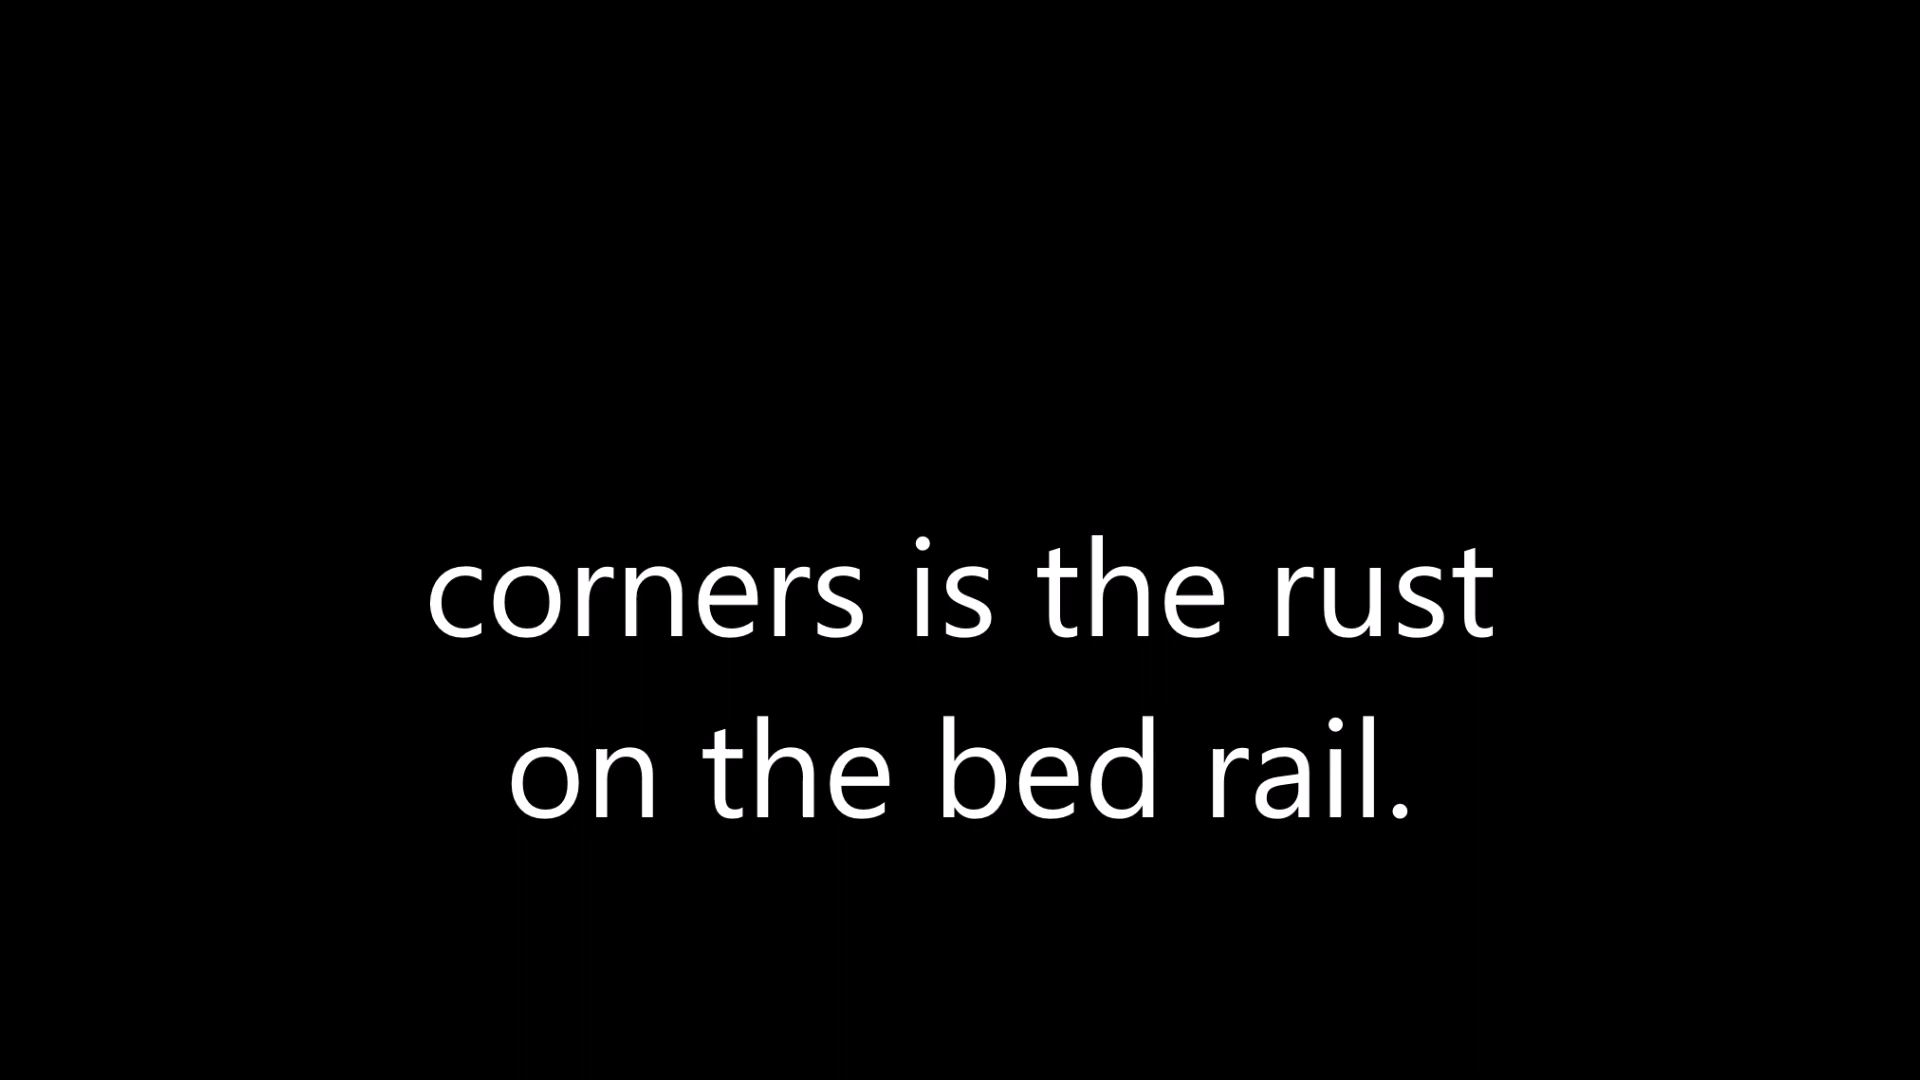 corners is the rust
on the bed rail.